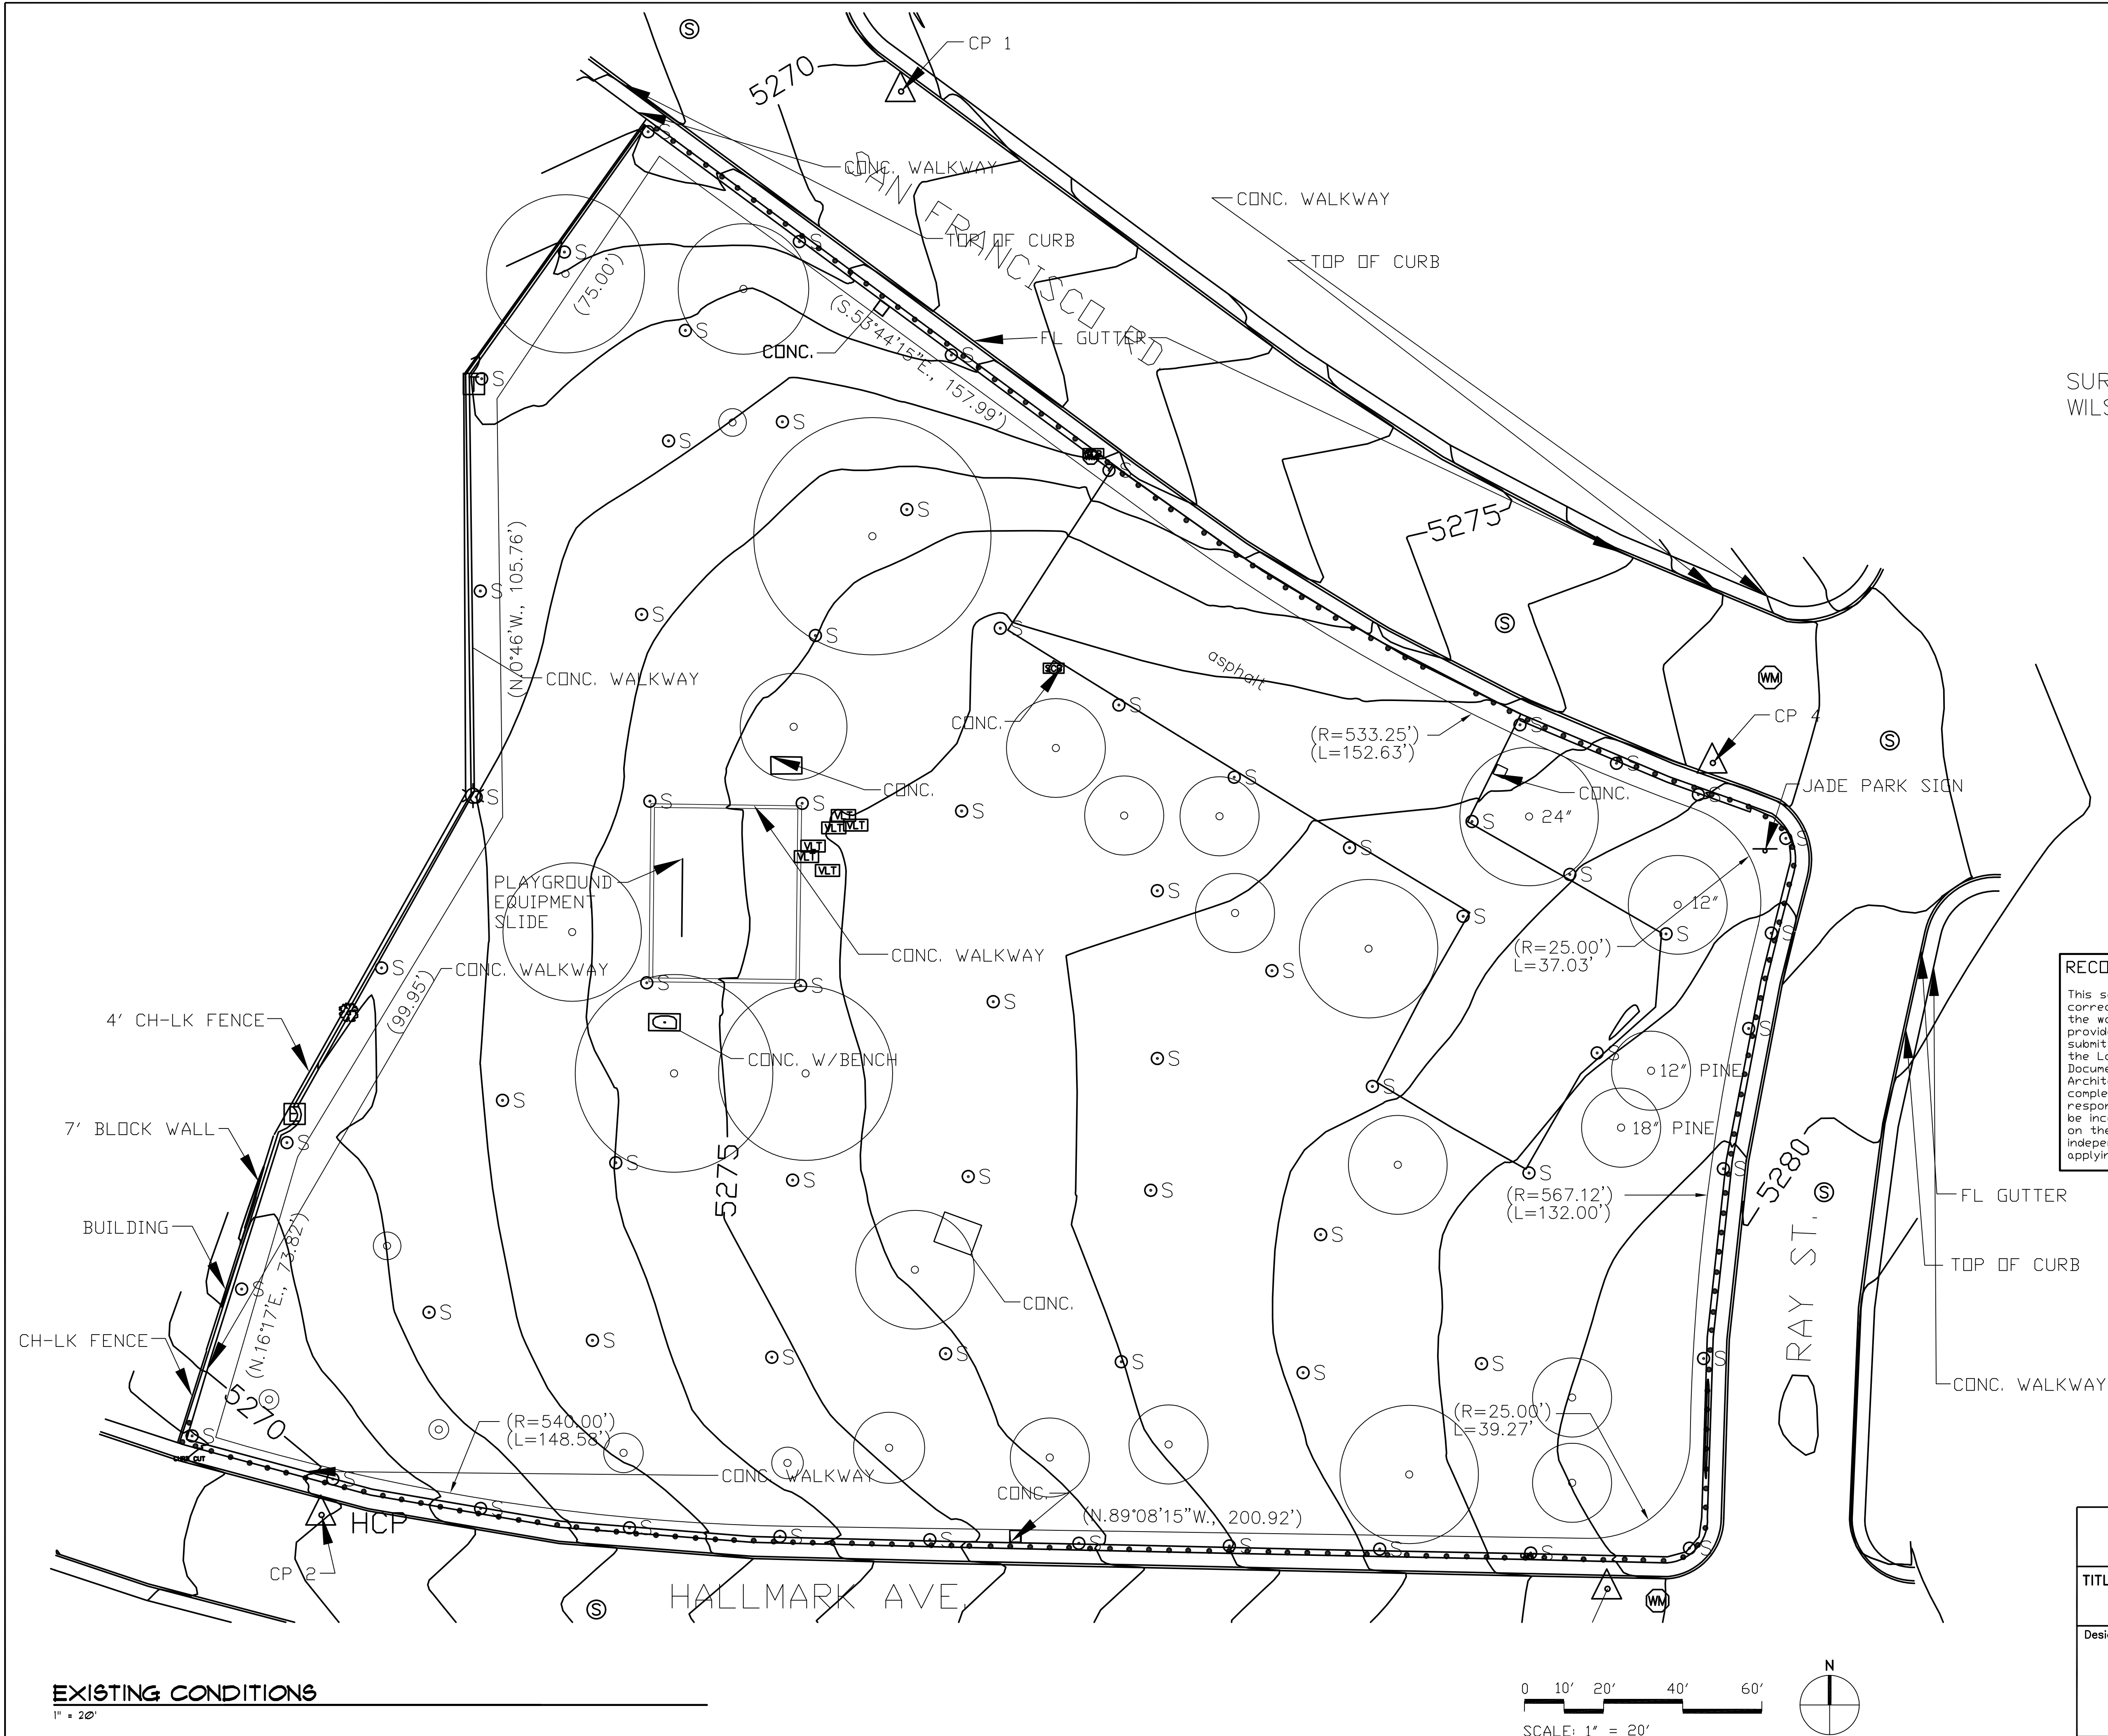 CP 1
5270
CONC. WALKWAY
SAN FRANCISCO RD
CONC. WALKWAY
TOP OF CURB
TOP OF CURB
(75.00')
(S.53°44'15"E., 157.99')
FL GUTTER
CONC.
5275
(N.0°46'W., 105.76')
CONC. WALKWAY
asphalt
WM
CONC.
(R=533.25')
(L=152.63')
CP 4
CONC.
CONC.
JADE PARK SIGN
24"
VLT
VLT
VLT
VLT
VLT
VLT
PLAYGROUND
EQUIPMENT
SLIDE
12"
(R=25.00')
L=37.03'
CONC. WALKWAY
CONC. WALKWAY
(99.95')
4' CH-LK FENCE
CONC. W/BENCH
12" PINE
7' BLOCK WALL
E
18" PINE
5275
5280
(R=567.12')
(L=132.00')
FL GUTTER
BUILDING
(N.16°17'E., 73.82')
RAY ST.
TOP OF CURB
CONC.
CH-LK FENCE
5270
CONC. WALKWAY
(R=540.00')
(L=148.58')
(R=25.00')
L=39.27'
CONC. WALKWAY
CONC.
(N.89°08'15"W., 200.92')
HCP
CP 2
HALLMARK AVE.
WM
EXISTING CONDITIONS
1" = 20'
0 10' 20' 40' 60'
SCALE: 1" = 20'
N